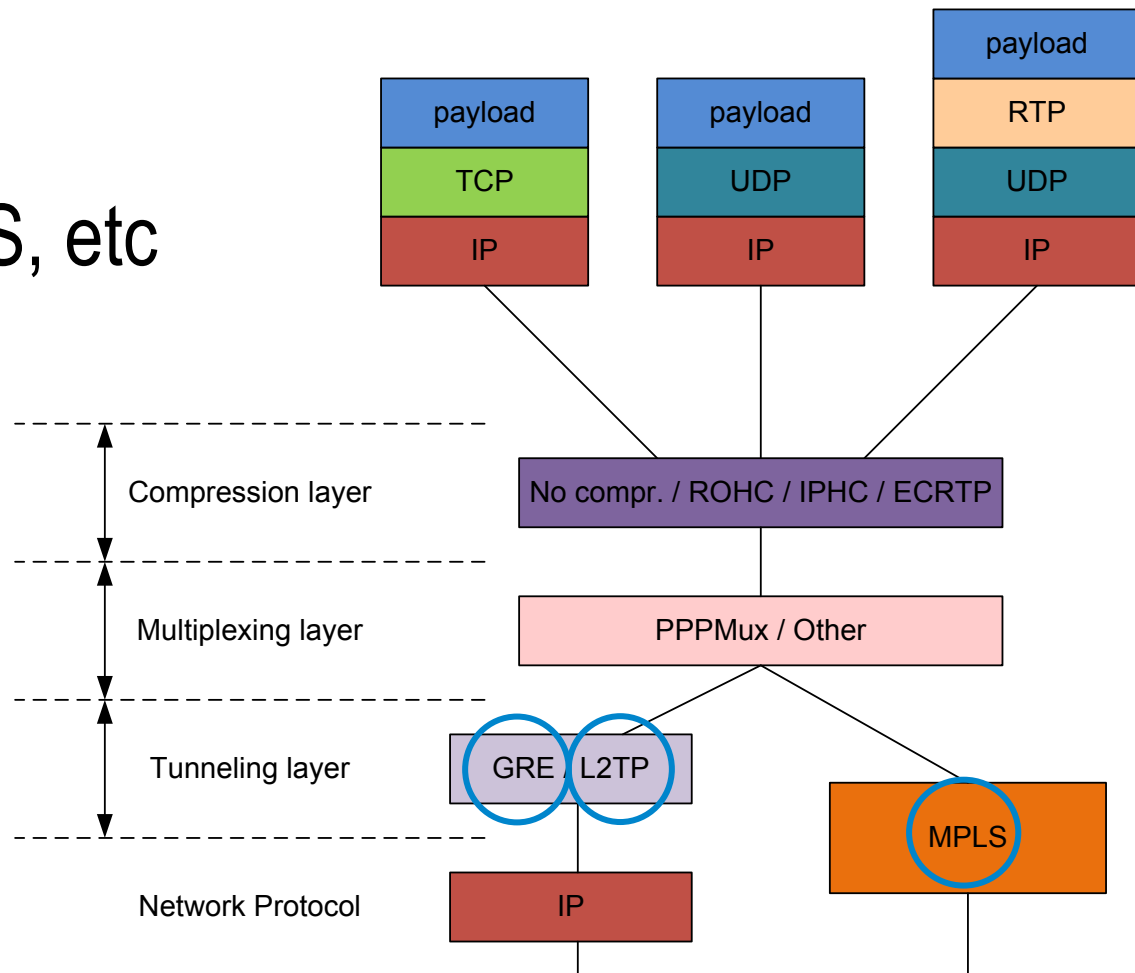 payload
payload
payload
RTP
TCP
UDP
UDP
S, etc
IP
IP
IP
Compression layer
No compr. / ROHC / IPHC / ECRTP
Multiplexing layer
PPPMux / Other
Tunneling layer
GRE / L2TP
MPLS
Network Protocol
IP